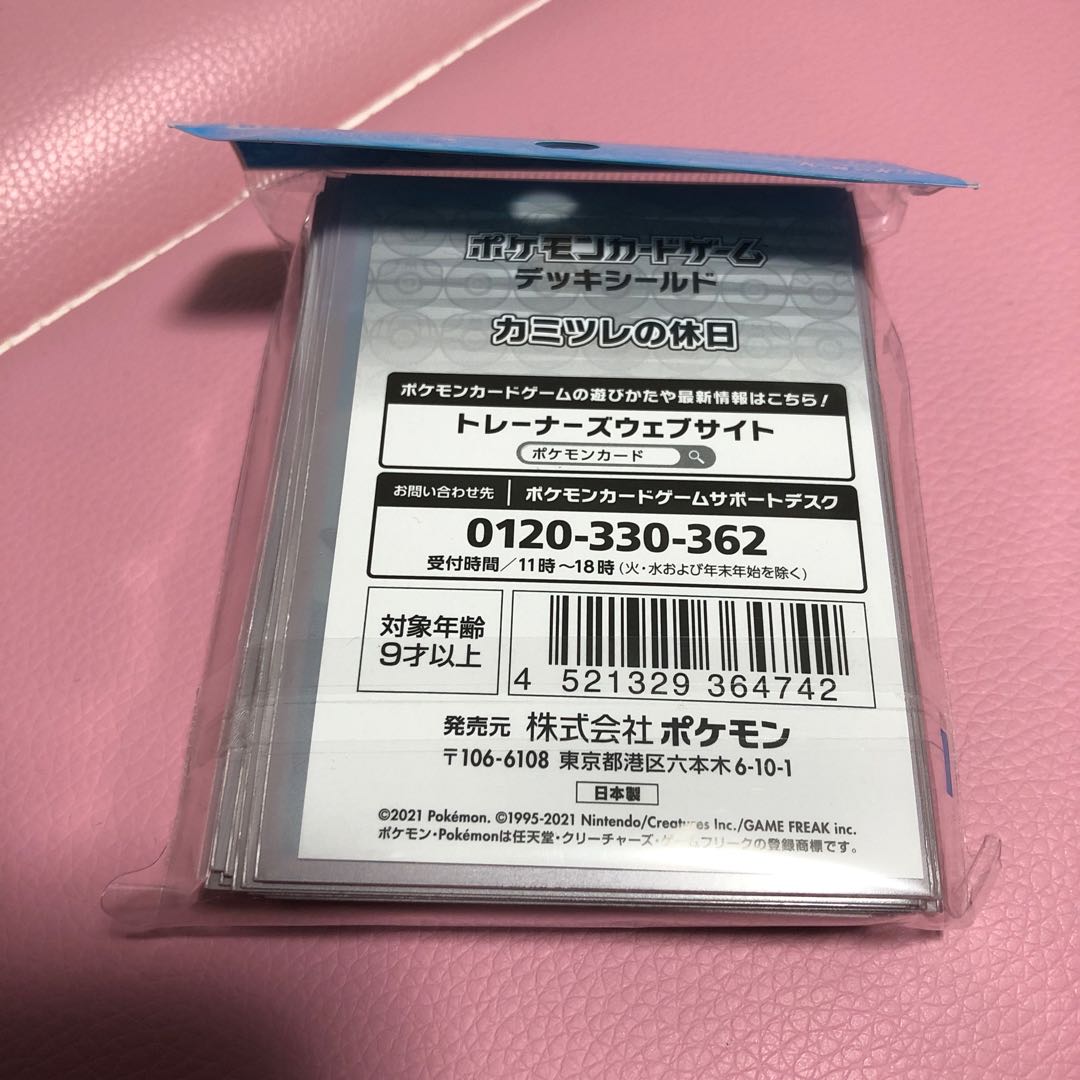 ポケモンカードゲーム
デッキシールド
カミツレの休日
ポケモンカードゲームの遊びかたや最新情報はこちら!
トレーナーズウェブサイト
ポケモンカード
お問い合わせ先 ポケモンカードゲームサポートデスク
0120-330-362
受付時間/11時~18時(火・水および年末年始を除く)
対象年齢
9才以上
4 521329 364742
発売元 株式会社 ポケモン
〒106-6108 東京都港区六本木6-10-1
日本製
©2021 Pokémon. ©1995-2021 Nintendo/Creatures Inc./GAME FREAK inc.
ポケモン・Pokémonは任天堂・クリーチャーズ・ゲームフリークの登録商標です。